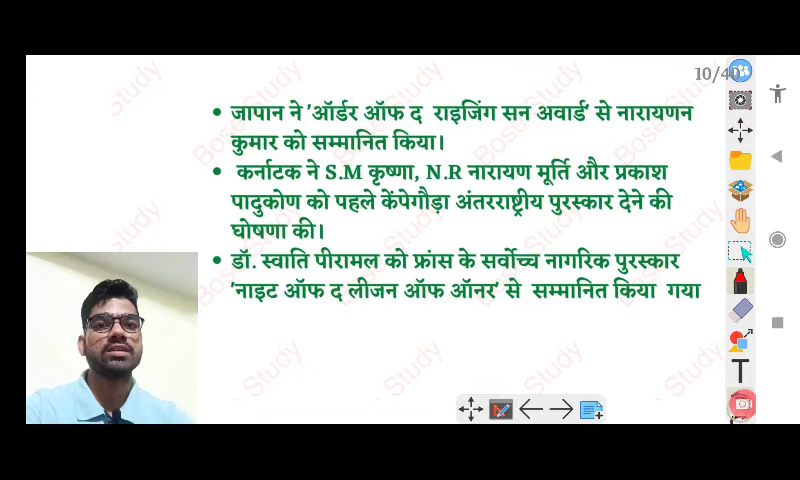 10/40
जापान ने 'ऑर्डर ऑफ द राइजिंग सन अवार्ड' से नारायणन
कुमार को सम्मानित किया।
कर्नाटक ने S.M कृष्णा, N.R नारायण मूर्ति और प्रकाश
पादुकोण को पहले केंपेगौड़ा अंतरराष्ट्रीय पुरस्कार देने की
घोषणा की।
डॉ. स्वाति पीरामल को फ्रांस के सर्वोच्च नागरिक पुरस्कार
'नाइट ऑफ द लीजन ऑफ ऑनर' से सम्मानित किया गया
T